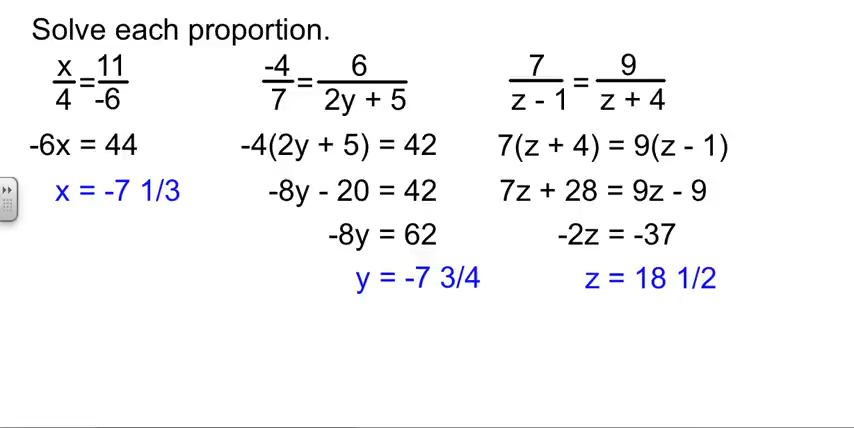 Solve each proportion.
x/4 = 11/-6
-6x = 44
x = -7 1/3
-4/7 = 6/(2y + 5)
-4(2y + 5) = 42
-8y - 20 = 42
-8y = 62
y = -7 3/4
7/(z - 1) = 9/(z + 4)
7(z + 4) = 9(z - 1)
7z + 28 = 9z - 9
-2z = -37
z = 18 1/2